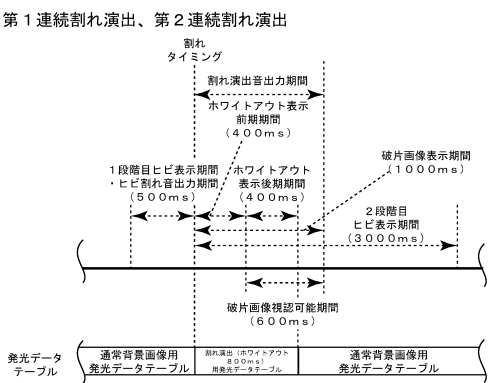 第１連続割れ演出、第２連続割れ演出
割れ
タイミング
割れ演出音出力期間
ホワイトアウト表示
前期期間
（４００ｍｓ）
破片画像表示期間
（１０００ｍｓ）
１段階目ヒビ表示期間
・ヒビ割れ音出力期間
（５００ｍｓ）
ホワイトアウト
表示後期期間
（４００ｍｓ）
２段階目
ヒビ表示期間
（３０００ｍｓ）
破片画像視認可能期間
（６００ｍｓ）
発光データ
テーブル
通常背景画像用
発光データテーブル
割れ演出（ホワイトアウト
８００ｍｓ）
用発光データテーブル
通常背景画像用
発光データテーブル